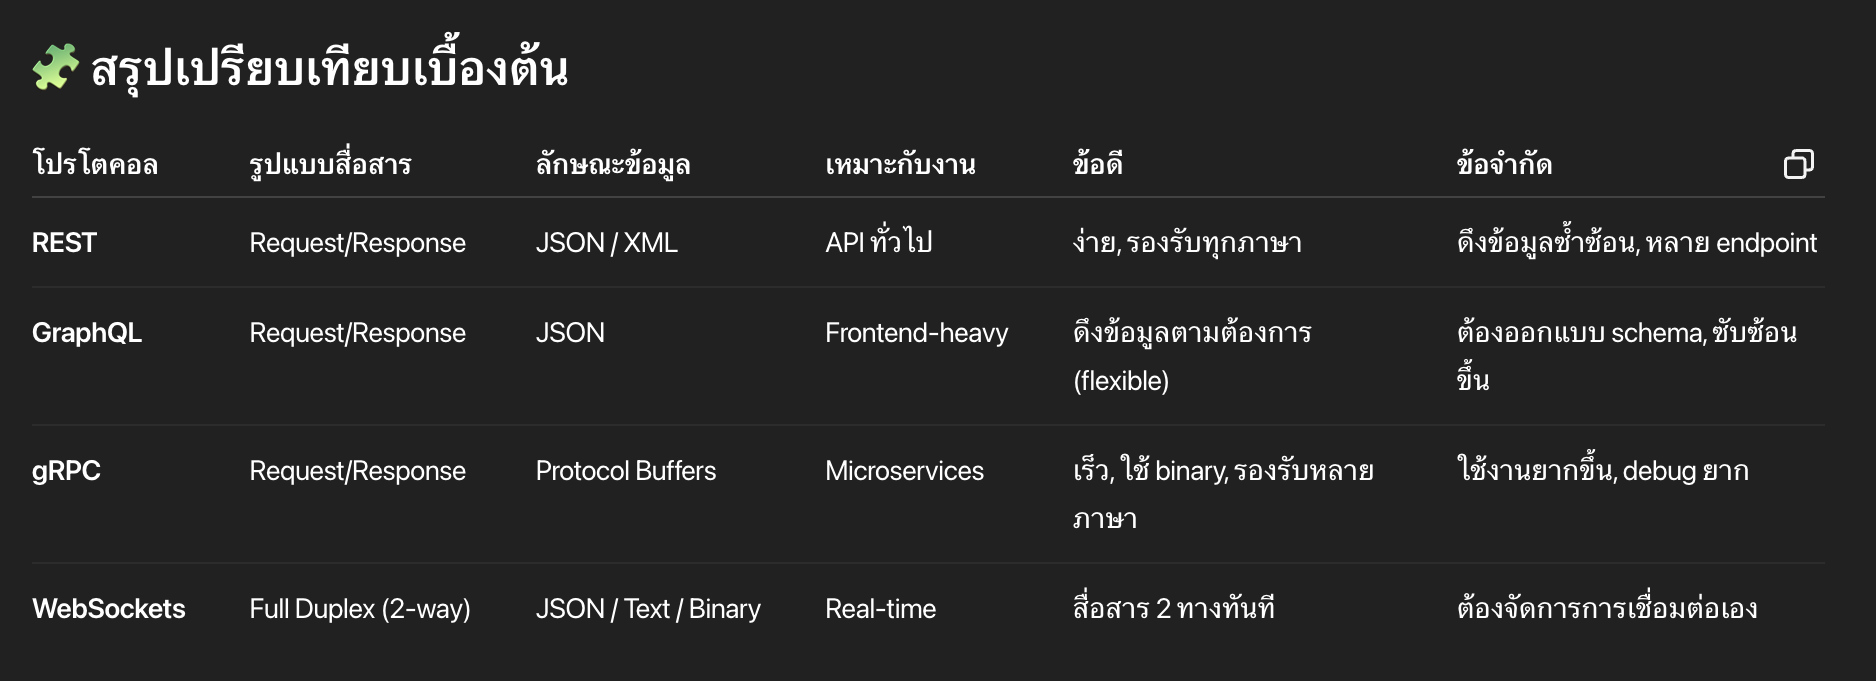 🧩 สรุปเปรียบเทียบเบื้องต้น
โปรโตคอล รูปแบบสื่อสาร ลักษณะข้อมูล เหมาะกับงาน ข้อดี ข้อจำกัด
REST Request/Response JSON / XML API ทั่วไป ง่าย, รองรับทุกภาษา ดึงข้อมูลซ้ำซ้อน, หลาย endpoint
GraphQL Request/Response JSON Frontend-heavy ดึงข้อมูลตามต้องการ ต้องออกแบบ schema, ซับซ้อน
(flexible) ขึ้น
gRPC Request/Response Protocol Buffers Microservices เร็ว, ใช้ binary, รองรับหลาย ใช้งานยากขึ้น, debug ยาก
ภาษา
WebSockets Full Duplex (2-way) JSON / Text / Binary Real-time สื่อสาร 2 ทางทันที ต้องจัดการการเชื่อมต่อเอง